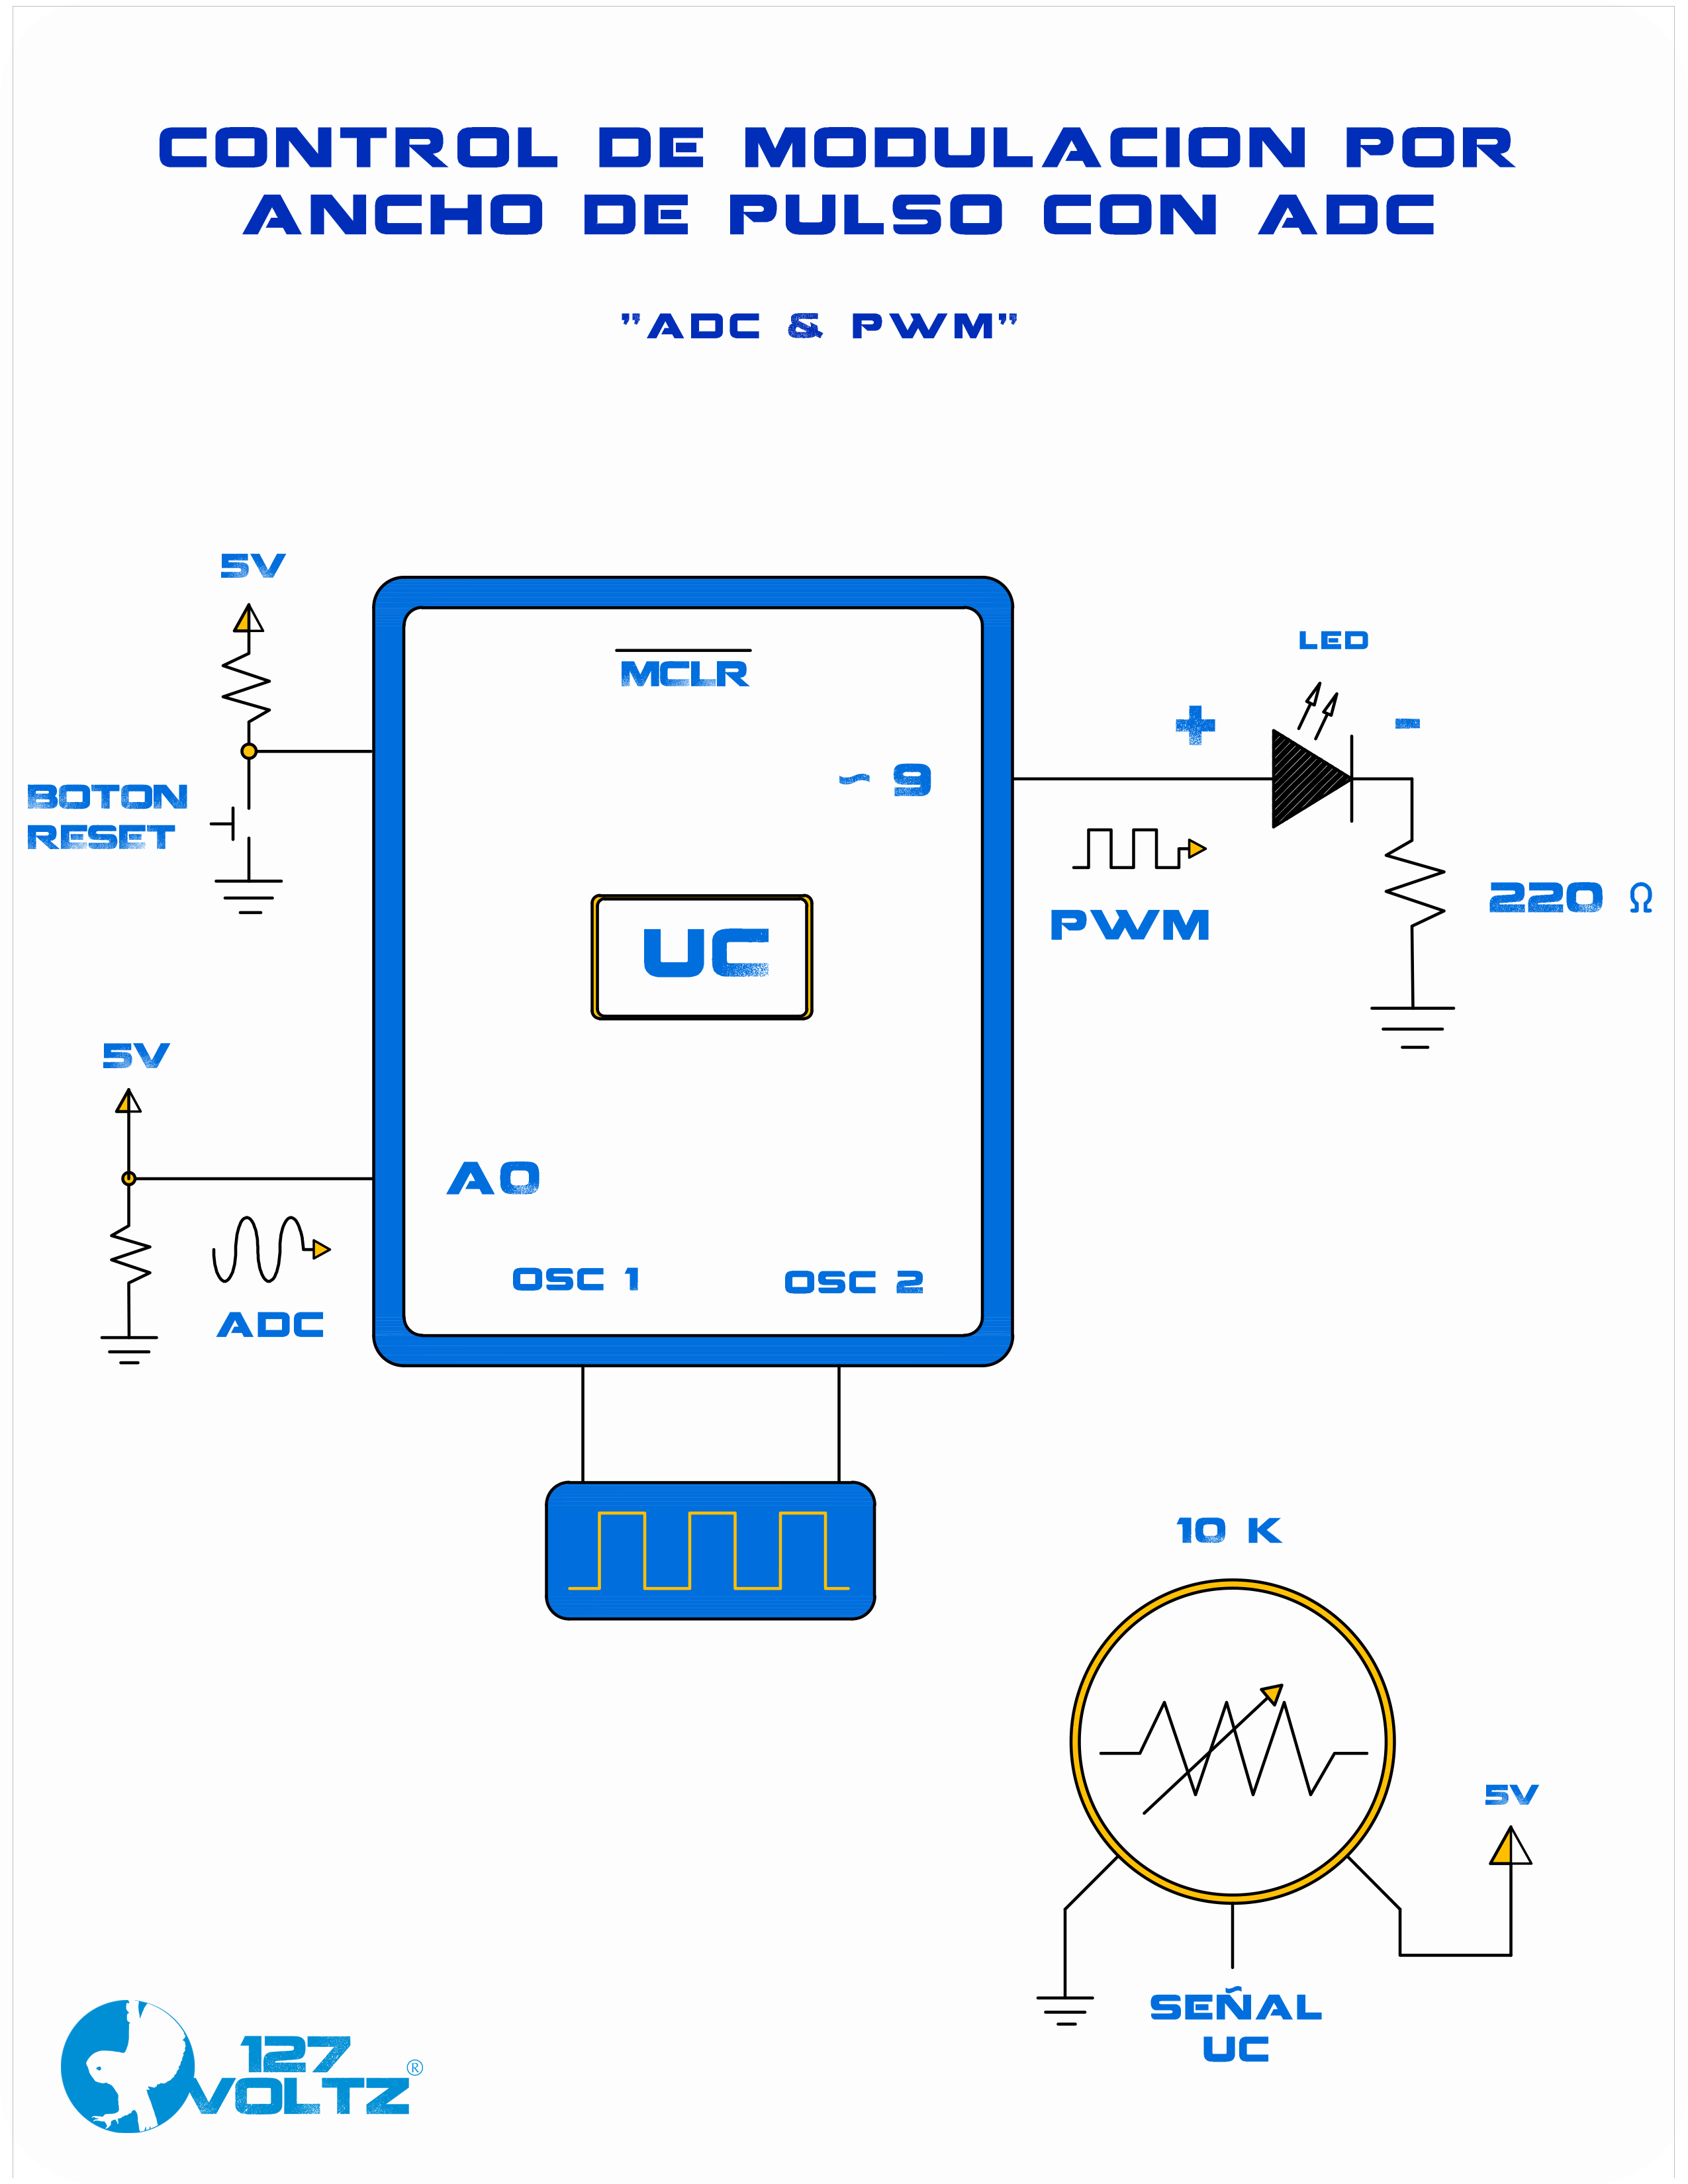 CONTROL DE MODULACION POR
ANCHO DE PULSO CON ADC
"ADC & PWM"
5V
MCLR
LED
+ -
~ 9
BOTON
RESET
220 Ω
PWM
UC
5V
A0
OSC 1
OSC 2
ADC
10 K
5V
SEÑAL
UC
127
VOLTZ®